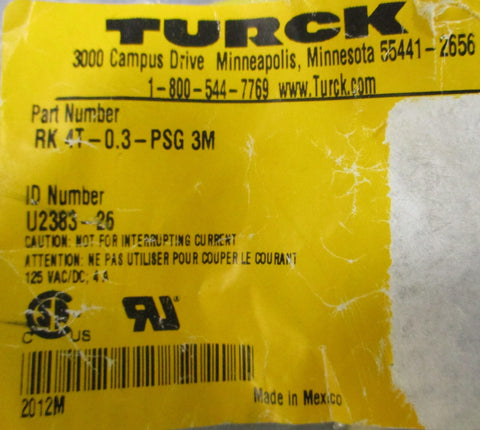 TURCK
3000 Campus Drive Minneapolis, Minnesota 55441-2656
1-800-544-7769 www.Turck.com
Part Number
RK 4T-0.3-PSG 3M
ID Number
U2383-26
CAUTION: NOT FOR INTERRUPTING CURRENT
ATTENTION: NE PAS UTILISER POUR COUPER LE COURANT
125 VAC/DC; 4 A
C US
2012M
Made in Mexico